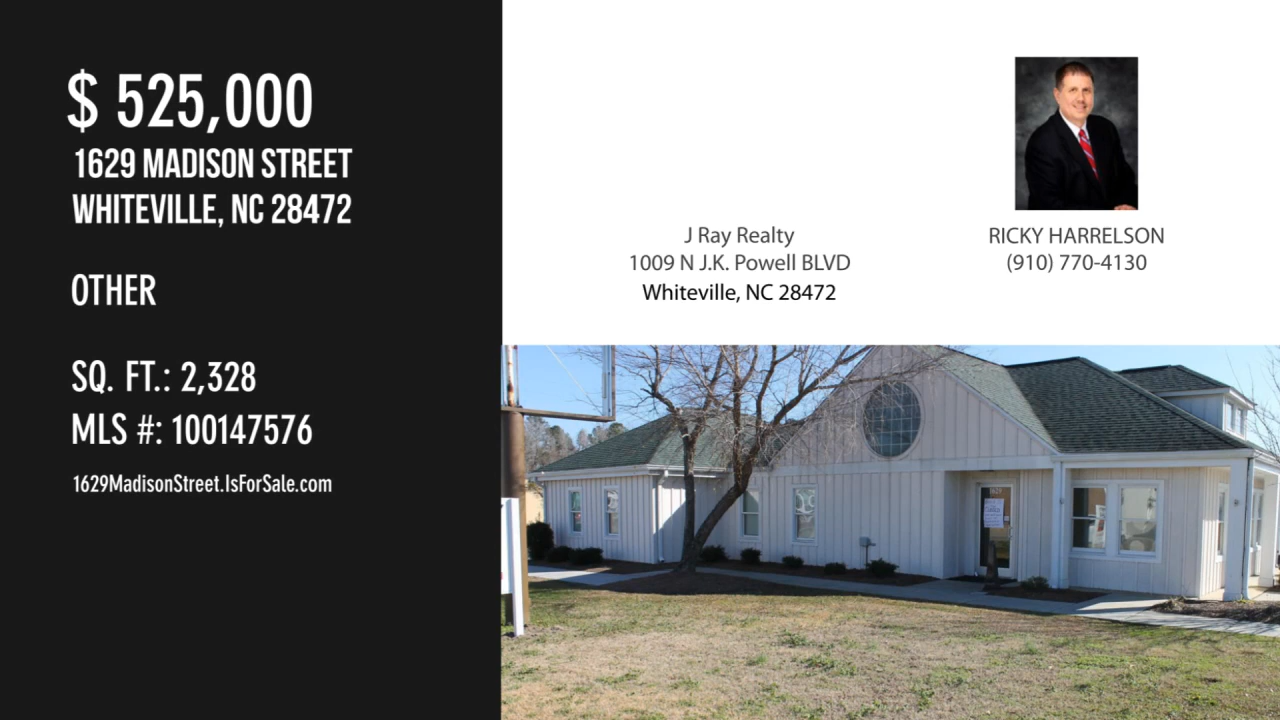 $ 525,000
1629 MADISON STREET
WHITEVILLE, NC 28472
OTHER
SQ. FT.: 2,328
MLS #: 100147576
1629MadisonStreet.IsForSale.com
J Ray Realty
1009 N J.K. Powell BLVD
Whiteville, NC 28472
RICKY HARRELSON
(910) 770-4130